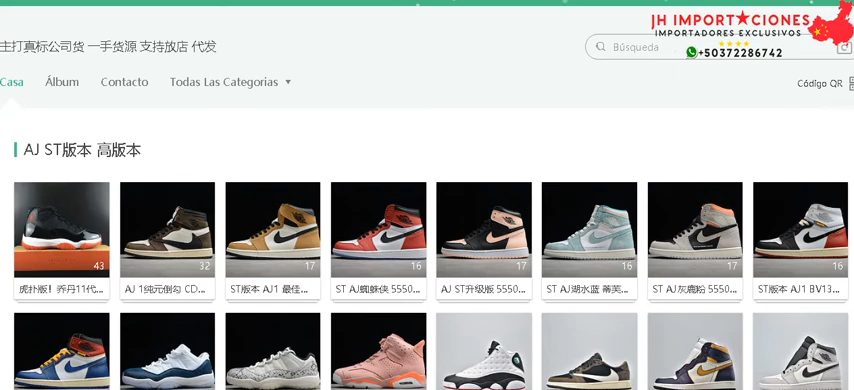 JH IMPORT★CIONES
IMPORTADORES EXCLUSIVOS
+50372286742
主打真标公司货 一手货源 支持放店 代发
Búsqueda
Casa
Álbum
Contacto
Todas Las Categorias ▼
Código QR
AJ ST版本 高版本
43
32
17
16
17
16
17
16
虎扑版！乔丹11代...
AJ 1纯元倒勾 CD...
ST版本 AJ1 最佳...
ST AJ蜘蛛侠 5550...
AJ ST升级版 5550...
ST AJ湖水蓝 蒂芙...
ST AJ灰鹿粉 5550...
ST版本 AJ1 BV13...